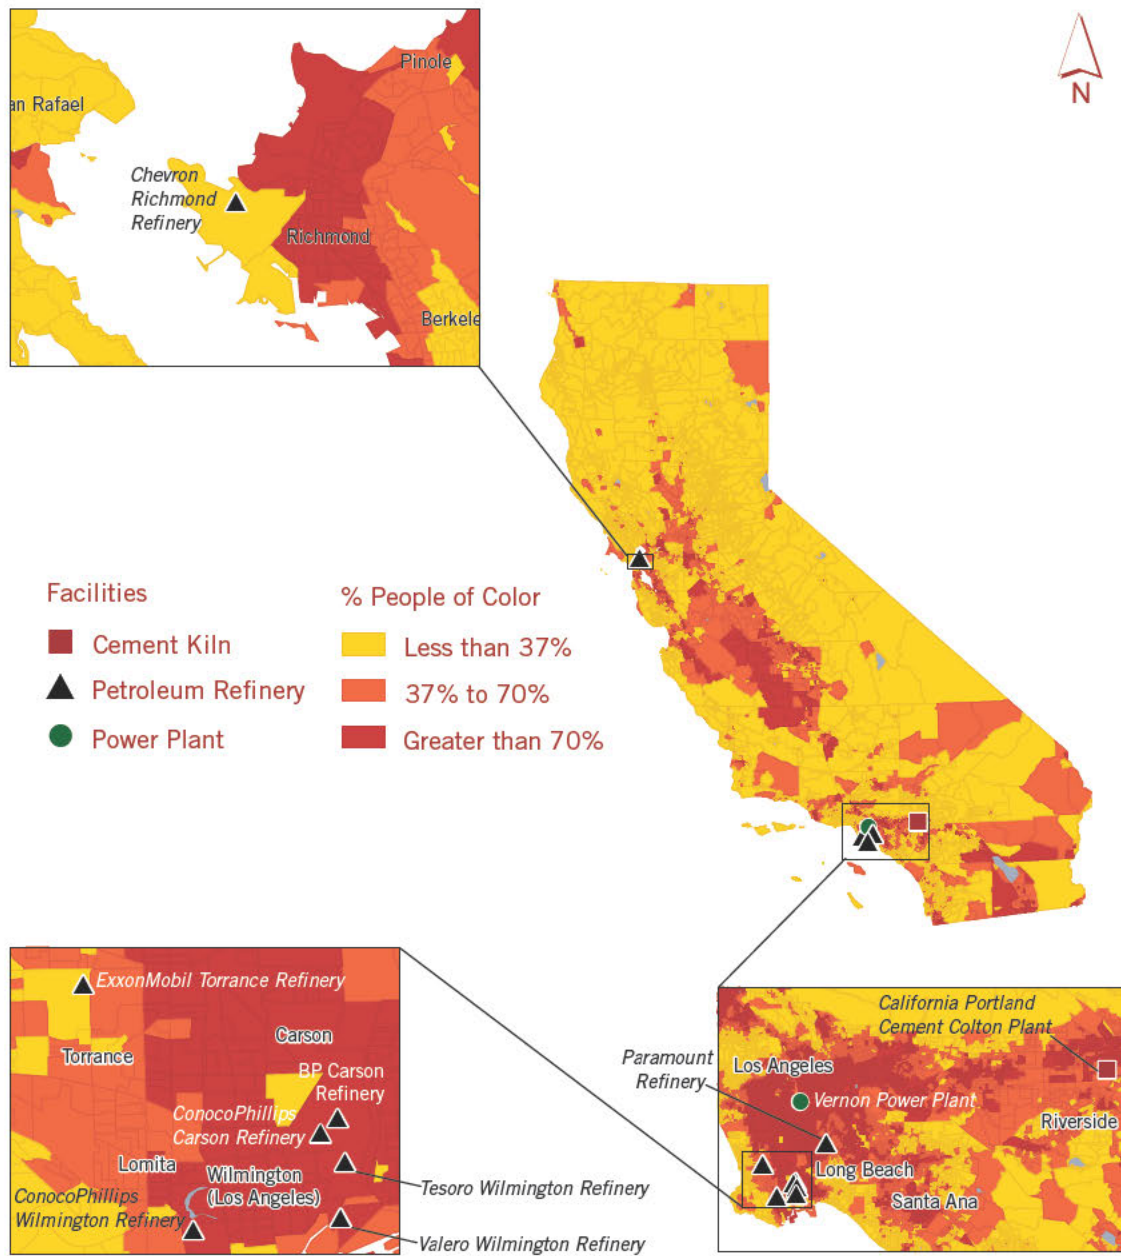 Pinole
an Rafael
Chevron
Richmond
Refinery
Richmond
Berkele
N
Facilities
Cement Kiln
Petroleum Refinery
Power Plant
% People of Color
Less than 37%
37% to 70%
Greater than 70%
ExxonMobil Torrance Refinery
Torrance
Carson
BP Carson
Refinery
ConocoPhillips
Carson Refinery
Lomita
Wilmington
(Los Angeles)
ConocoPhillips
Wilmington Refinery
Tesoro Wilmington Refinery
Valero Wilmington Refinery
California Portland
Cement Colton Plant
Paramount
Refinery
Los Angeles
Vernon Power Plant
Riverside
Long Beach
Santa Ana